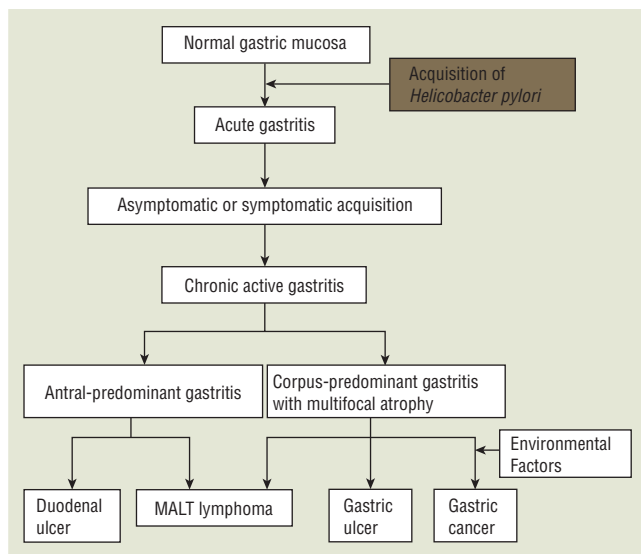 Normal gastric mucosa
Acquisition of
Helicobacter pylori
Acute gastritis
Asymptomatic or symptomatic acquisition
Chronic active gastritis
Antral-predominant gastritis
Corpus-predominant gastritis
with multifocal atrophy
Environmental
Factors
Duodenal
ulcer
MALT lymphoma
Gastric
ulcer
Gastric
cancer